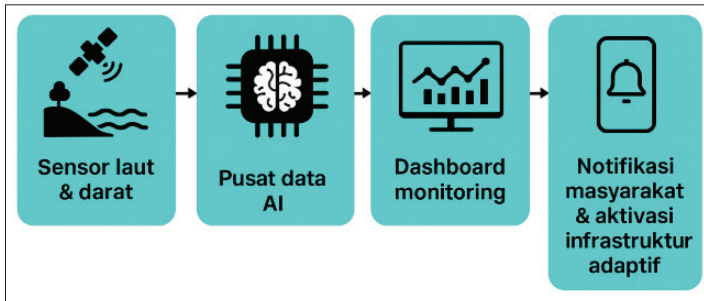 Sensor laut
& darat
Pusat data
AI
Dashboard
monitoring
Notifikasi
masyarakat
& aktivasi
infrastruktur
adaptif